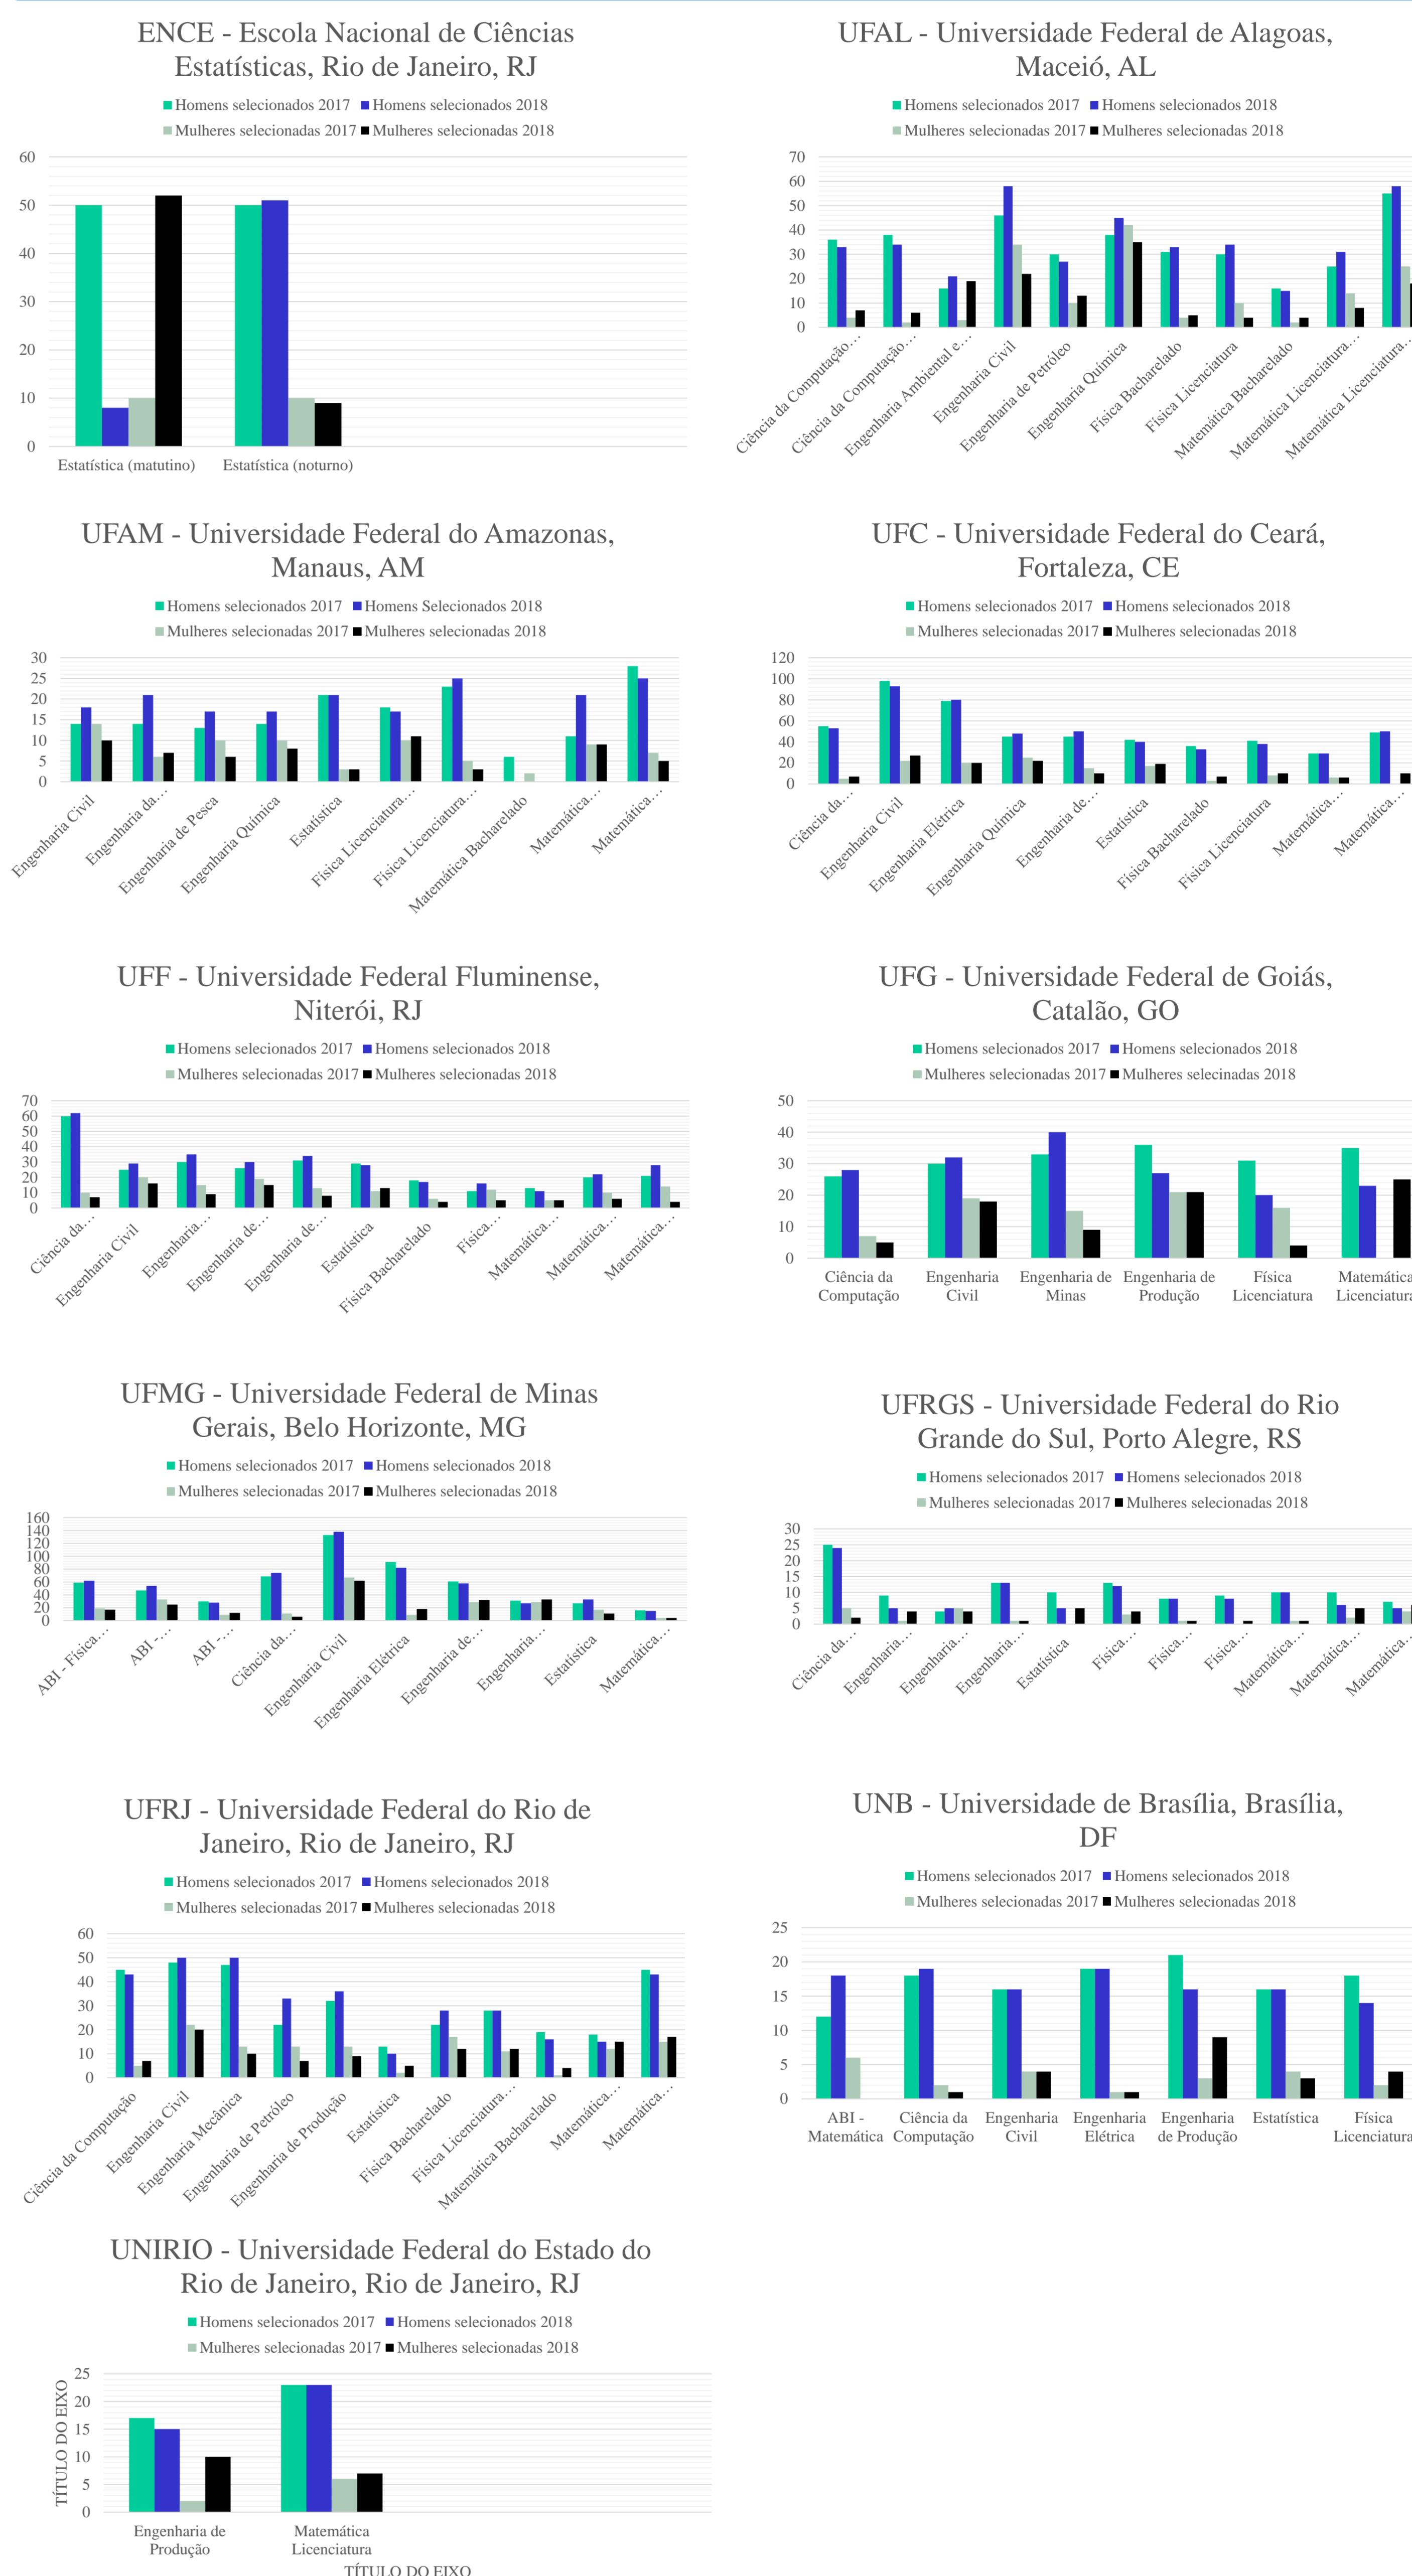 ENCE - Escola Nacional de Ciências
Estatísticas, Rio de Janeiro, RJ
Homens selecionados 2017 Homens selecionados 2018
Mulheres selecionadas 2017 Mulheres selecionadas 2018
60
50
40
30
20
10
0
Estatística (matutino) Estatística (noturno)
UFAL - Universidade Federal de Alagoas,
Maceió, AL
Homens selecionados 2017 Homens selecionados 2018
Mulheres selecionadas 2017 Mulheres selecionadas 2018
70
60
50
40
30
20
10
0
Ciência da Computação…
Ciência da Computação…
Engenharia Ambiental e…
Engenharia Civil
Engenharia de Petróleo
Engenharia Química
Física Bacharelado
Física Licenciatura
Matemática Bacharelado
Matemática Licenciatura…
Matemática Licenciatura…
UFAM - Universidade Federal do Amazonas,
Manaus, AM
Homens selecionados 2017 Homens Selecionados 2018
Mulheres selecionadas 2017 Mulheres selecionadas 2018
30
25
20
15
10
5
0
Engenharia Civil
Engenharia da…
Engenharia de Pesca
Engenharia Química
Estatística
Física Licenciatura…
Física Licenciatura…
Matemática Bacharelado
Matemática…
Matemática…
UFC - Universidade Federal do Ceará,
Fortaleza, CE
Homens selecionados 2017 Homens selecionados 2018
Mulheres selecionadas 2017 Mulheres selecionadas 2018
120
100
80
60
40
20
0
Ciência da…
Engenharia Civil
Engenharia Elétrica
Engenharia Química
Engenharia de…
Estatística
Física Bacharelado
Física Licenciatura
Matemática…
Matemática…
UFF - Universidade Federal Fluminense,
Niterói, RJ
Homens selecionados 2017 Homens selecionados 2018
Mulheres selecionadas 2017 Mulheres selecionadas 2018
70
60
50
40
30
20
10
0
Ciência da…
Engenharia Civil
Engenharia…
Engenharia de…
Engenharia de…
Estatística
Física Bacharelado
Física…
Matemática…
Matemática…
Matemática…
UFG - Universidade Federal de Goiás,
Catalão, GO
Homens selecionados 2017 Homens selecionados 2018
Mulheres selecionadas 2017 Mulheres selecinadas 2018
50
40
30
20
10
0
Ciência da Engenharia Engenharia de Engenharia de Física Matemática
Computação Civil Minas Produção Licenciatura Licenciatura
UFMG - Universidade Federal de Minas
Gerais, Belo Horizonte, MG
Homens selecionados 2017 Homens selecionados 2018
Mulheres selecionadas 2017 Mulheres selecionadas 2018
160
140
120
100
80
60
40
20
0
ABI - Física…
ABI -…
ABI -…
Ciência da…
Engenharia Civil
Engenharia Elétrica
Engenharia de…
Engenharia…
Estatística
Matemática…
UFRGS - Universidade Federal do Rio
Grande do Sul, Porto Alegre, RS
Homens selecionados 2017 Homens selecionados 2018
Mulheres selecionadas 2017 Mulheres selecionadas 2018
30
25
20
15
10
5
0
Ciência da…
Engenharia…
Engenharia…
Engenharia…
Estatística
Física…
Física…
Física…
Matemática…
Matemática…
Matemática…
UFRJ - Universidade Federal do Rio de
Janeiro, Rio de Janeiro, RJ
Homens selecionados 2017 Homens selecionados 2018
Mulheres selecionadas 2017 Mulheres selecionadas 2018
60
50
40
30
20
10
0
Ciência da Computação
Engenharia Civil
Engenharia Mecânica
Engenharia de Petróleo
Engenharia de Produção
Estatística
Física Bacharelado
Física Licenciatura…
Matemática Bacharelado
Matemática…
Matemática…
UNB - Universidade de Brasília, Brasília,
DF
Homens selecionados 2017 Homens selecionados 2018
Mulheres selecionadas 2017 Mulheres selecionadas 2018
25
20
15
10
5
0
ABI - Ciência da Engenharia Engenharia Engenharia Estatística Física
Matemática Computação Civil Elétrica de Produção Licenciatura
UNIRIO - Universidade Federal do Estado do
Rio de Janeiro, Rio de Janeiro, RJ
Homens selecionados 2017 Homens selecionados 2018
Mulheres selecionadas 2017 Mulheres selecionadas 2018
TÍTULO DO EIXO
25
20
15
10
5
0
Engenharia de Matemática
Produção Licenciatura
TÍTULO DO EIXO